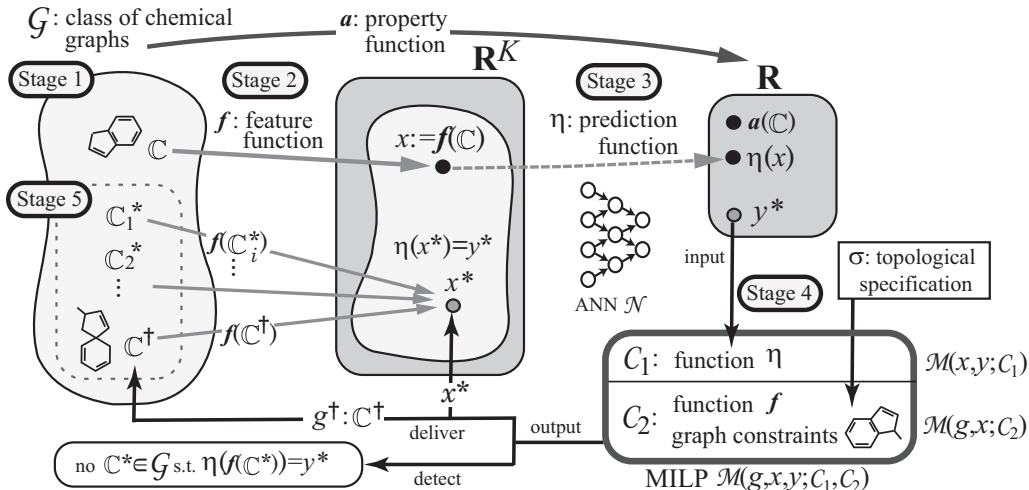 𝒢: class of chemical
graphs
a: property
function
R^K
R
Stage 1
Stage 2
Stage 3
f : feature
function
η: prediction
function
x:=f(ℂ)
a(ℂ)
η(x)
ℂ
Stage 5
ℂ₁*
ℂ₂*
⋮
f(ℂᵢ*)
⋮
η(x*)=y*
x*
y*
ANN 𝒩
input
σ: topological
specification
Stage 4
ℂ†
f(ℂ†)
C₁: function η
ℳ(x,y;C₁)
C₂: function f
graph constraints
ℳ(g,x;C₂)
g†:ℂ†
x*
deliver
output
detect
no ℂ*∈𝒢 s.t. η(f(ℂ*))=y*
MILP ℳ(g,x,y;C₁,C₂)